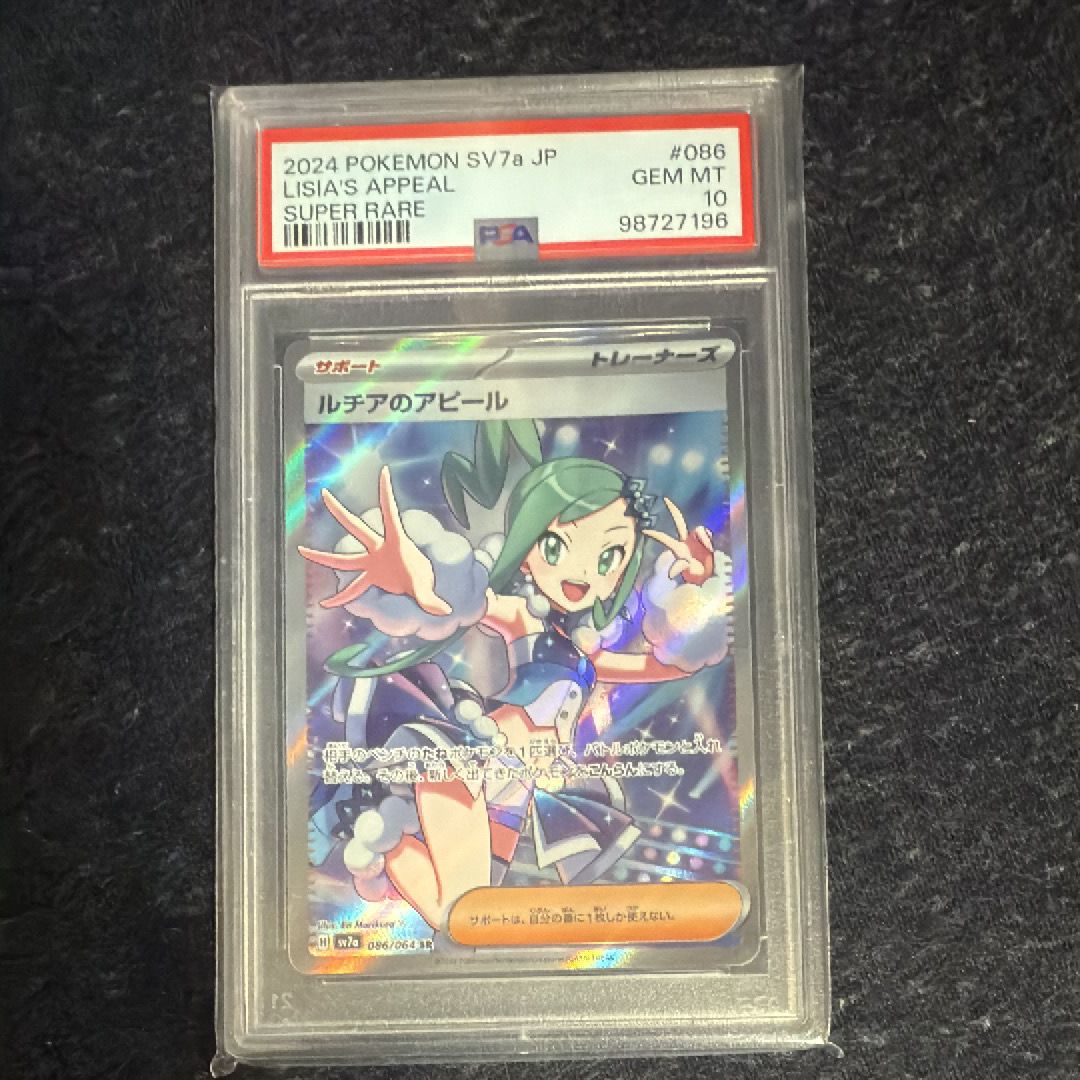 2024 POKEMON SV7a JP #086
LISIA'S APPEAL GEM MT
SUPER RARE 10
98727196
PSA
サポート トレーナーズ
ルチアのアピール
相手のベンチのたねポケモンを1匹選び、バトルポケモンと入れ
替える。その後、新しく出てきたポケモンをこんらんにする。
サポートは、自分の番に1枚しか使えない。
Illus. En Morikura
H sv7a 086/064 SR